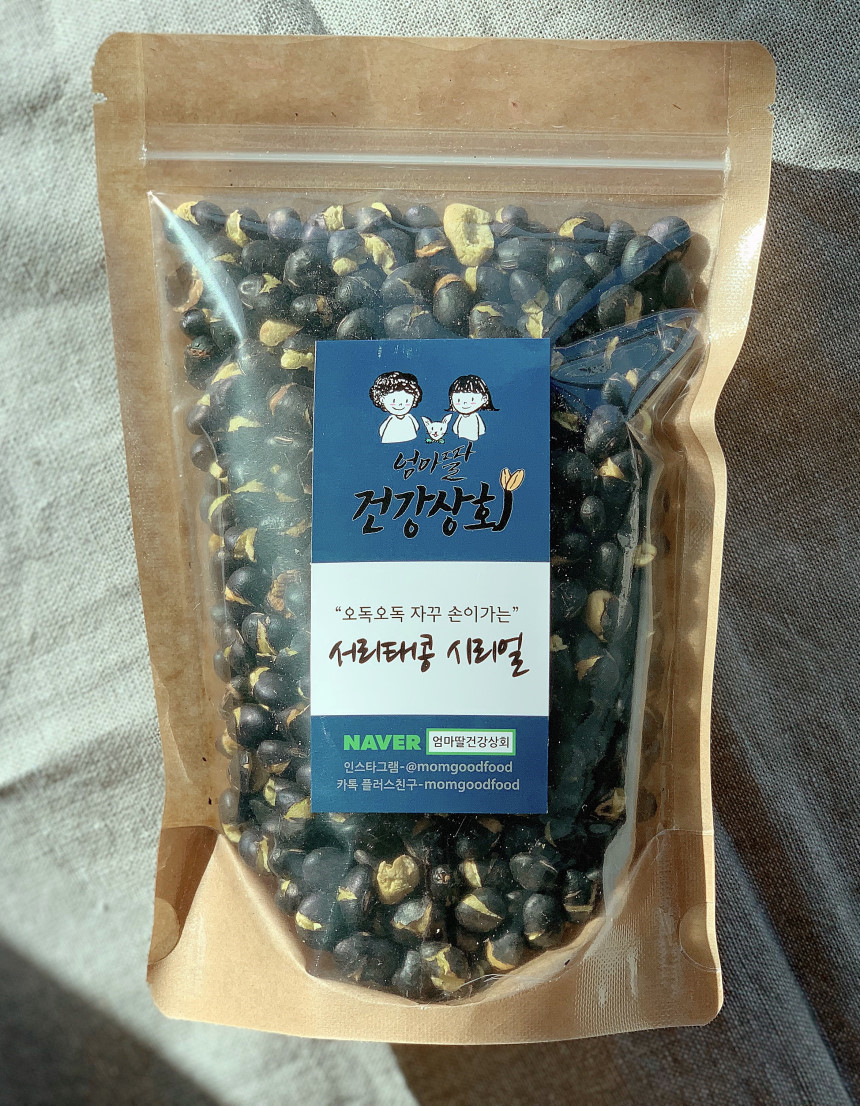 엄마딸
건강상회
“오독오독 자꾸 손이가는”
서리태콩 시리얼
NAVER 엄마딸건강상회
인스타그램-@momgoodfood
카톡 플러스친구-momgoodfood